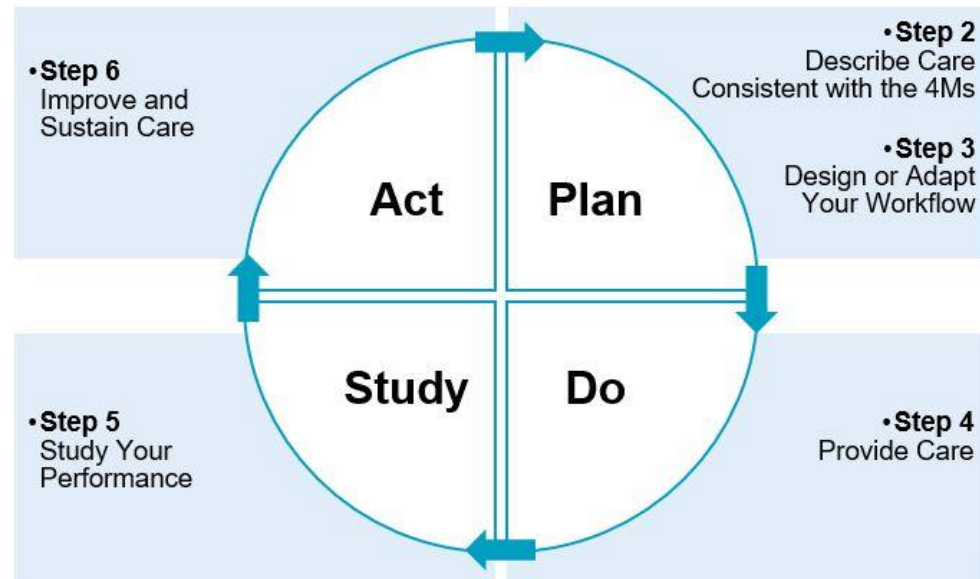 •Step 6
Improve and
Sustain Care
•Step 2
Describe Care
Consistent with the 4Ms
•Step 3
Design or Adapt
Your Workflow
Act
Plan
Study
Do
•Step 5
Study Your
Performance
•Step 4
Provide Care